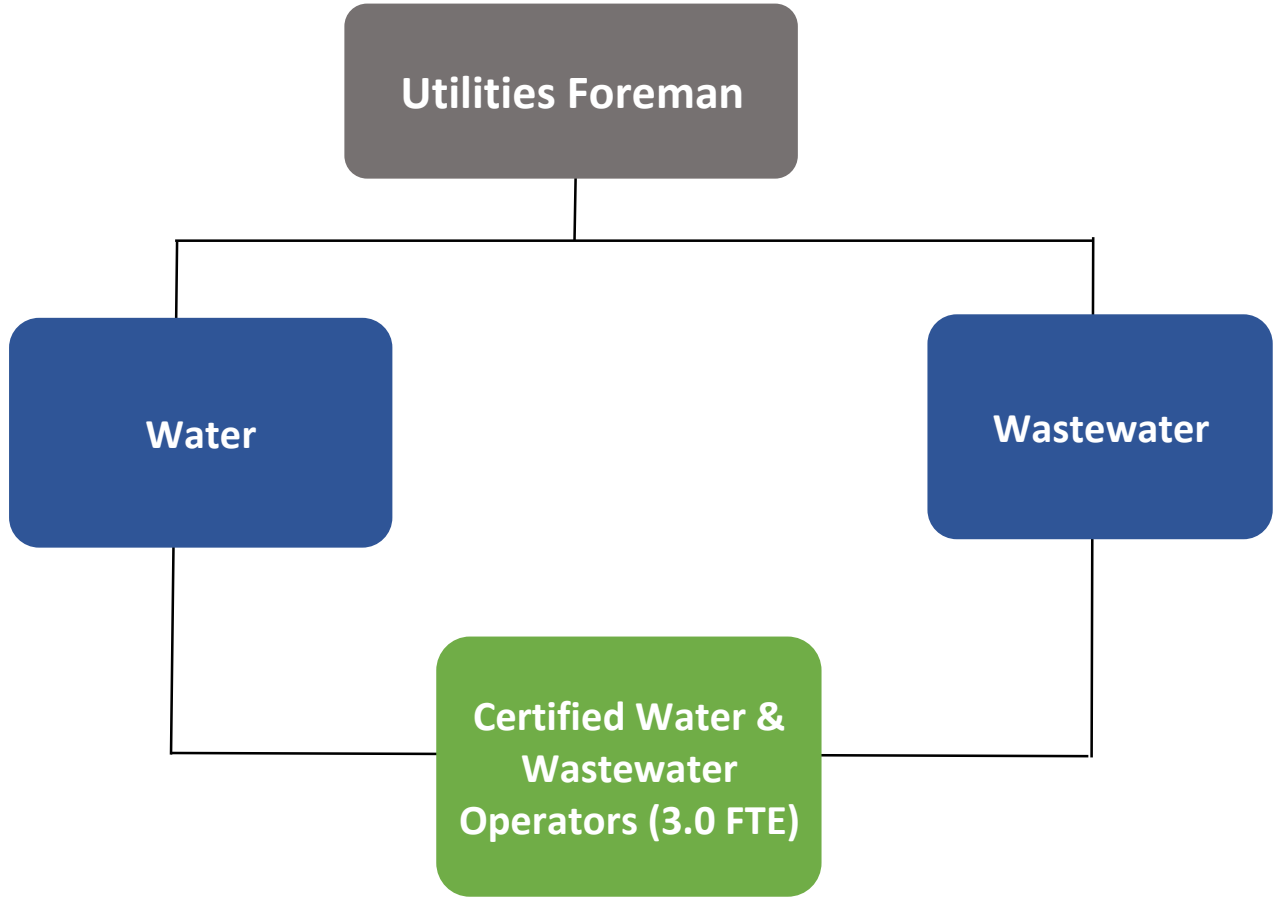 Utilities Foreman
Water
Wastewater
Certified Water &
Wastewater
Operators (3.0 FTE)